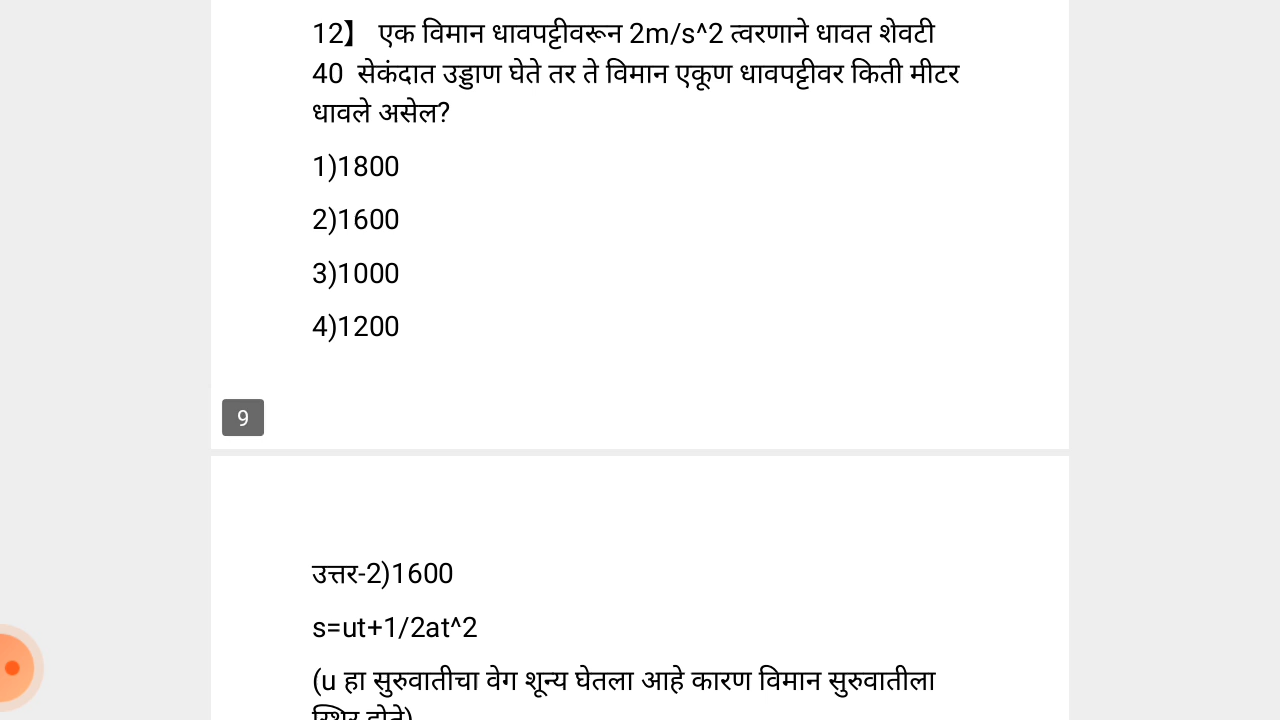 12】 एक विमान धावपट्टीवरून 2m/s^2 त्वरणाने धावत शेवटी
40 सेकंदात उड्डाण घेते तर ते विमान एकूण धावपट्टीवर किती मीटर
धावले असेल?
1)1800
2)1600
3)1000
4)1200
9
उत्तर-2)1600
s=ut+1/2at^2
(u हा सुरुवातीचा वेग शून्य घेतला आहे कारण विमान सुरुवातीला
स्थिर होते)